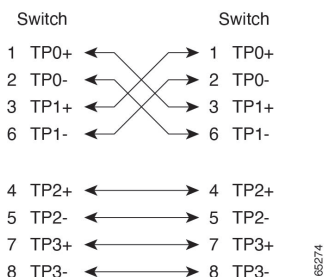 Switch Switch
1 TP0+ 1 TP0+
2 TP0- 2 TP0-
3 TP1+ 3 TP1+
6 TP1- 6 TP1-
4 TP2+ 4 TP2+
5 TP2- 5 TP2-
7 TP3+ 7 TP3+
8 TP3- 8 TP3-
65274